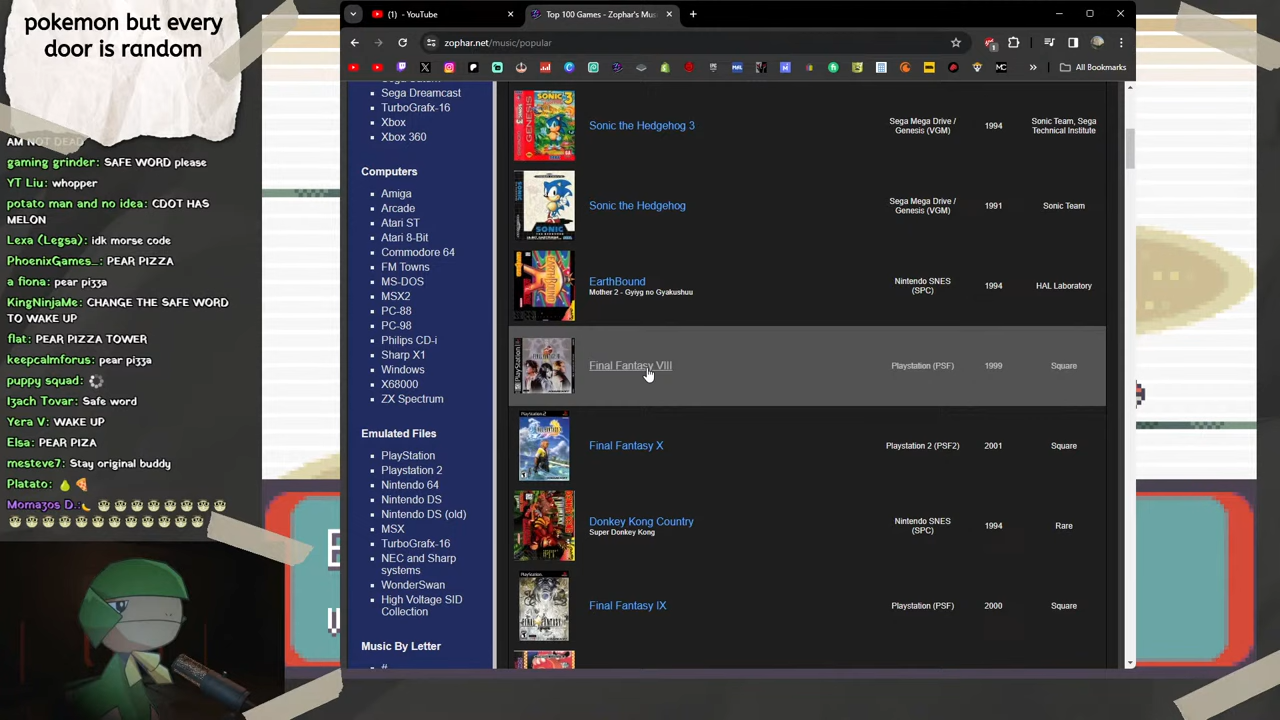 pokemon but every
door is random
AM NOT DEAD
gaming grinder: SAFE WORD please
YT Liu: whopper
potato man and no idea: CDOT HAS
MELON
Lexa (Legsa): idk morse code
PhoenixGames_: PEAR PIZZA
a fiona: pear pizza
KingNinjaMe: CHANGE THE SAFE WORD
TO WAKE UP
flat: PEAR PIZZA TOWER
keepcalmforus: pear pizza
puppy squad:
Izach Tovar: Safe word
Yera V: WAKE UP
Elsa: PEAR PIZA
mesteve7: Stay original buddy
Platato: 🍐🍕
Momazos D.:
(1) - YouTube
Top 100 Games - Zophar's Mus
zophar.net/music/popular
All Bookmarks
Sega Dreamcast
TurboGrafx-16
Xbox
Xbox 360
Computers
Amiga
Arcade
Atari ST
Atari 8-Bit
Commodore 64
FM Towns
MS-DOS
MSX2
PC-88
PC-98
Philips CD-i
Sharp X1
Windows
X68000
ZX Spectrum
Emulated Files
PlayStation
Playstation 2
Nintendo 64
Nintendo DS
Nintendo DS (old)
MSX
TurboGrafx-16
NEC and Sharp
systems
WonderSwan
High Voltage SID
Collection
Music By Letter
#
Sonic the Hedgehog 3
Sega Mega Drive /
Genesis (VGM)
1994
Sonic Team, Sega
Technical Institute
Sonic the Hedgehog
Sega Mega Drive /
Genesis (VGM)
1991
Sonic Team
EarthBound
Mother 2 - Gyiyg no Gyakushuu
Nintendo SNES
(SPC)
1994
HAL Laboratory
Final Fantasy VIII
Playstation (PSF)
1999
Square
Final Fantasy X
Playstation 2 (PSF2)
2001
Square
Donkey Kong Country
Super Donkey Kong
Nintendo SNES
(SPC)
1994
Rare
Final Fantasy IX
Playstation (PSF)
2000
Square